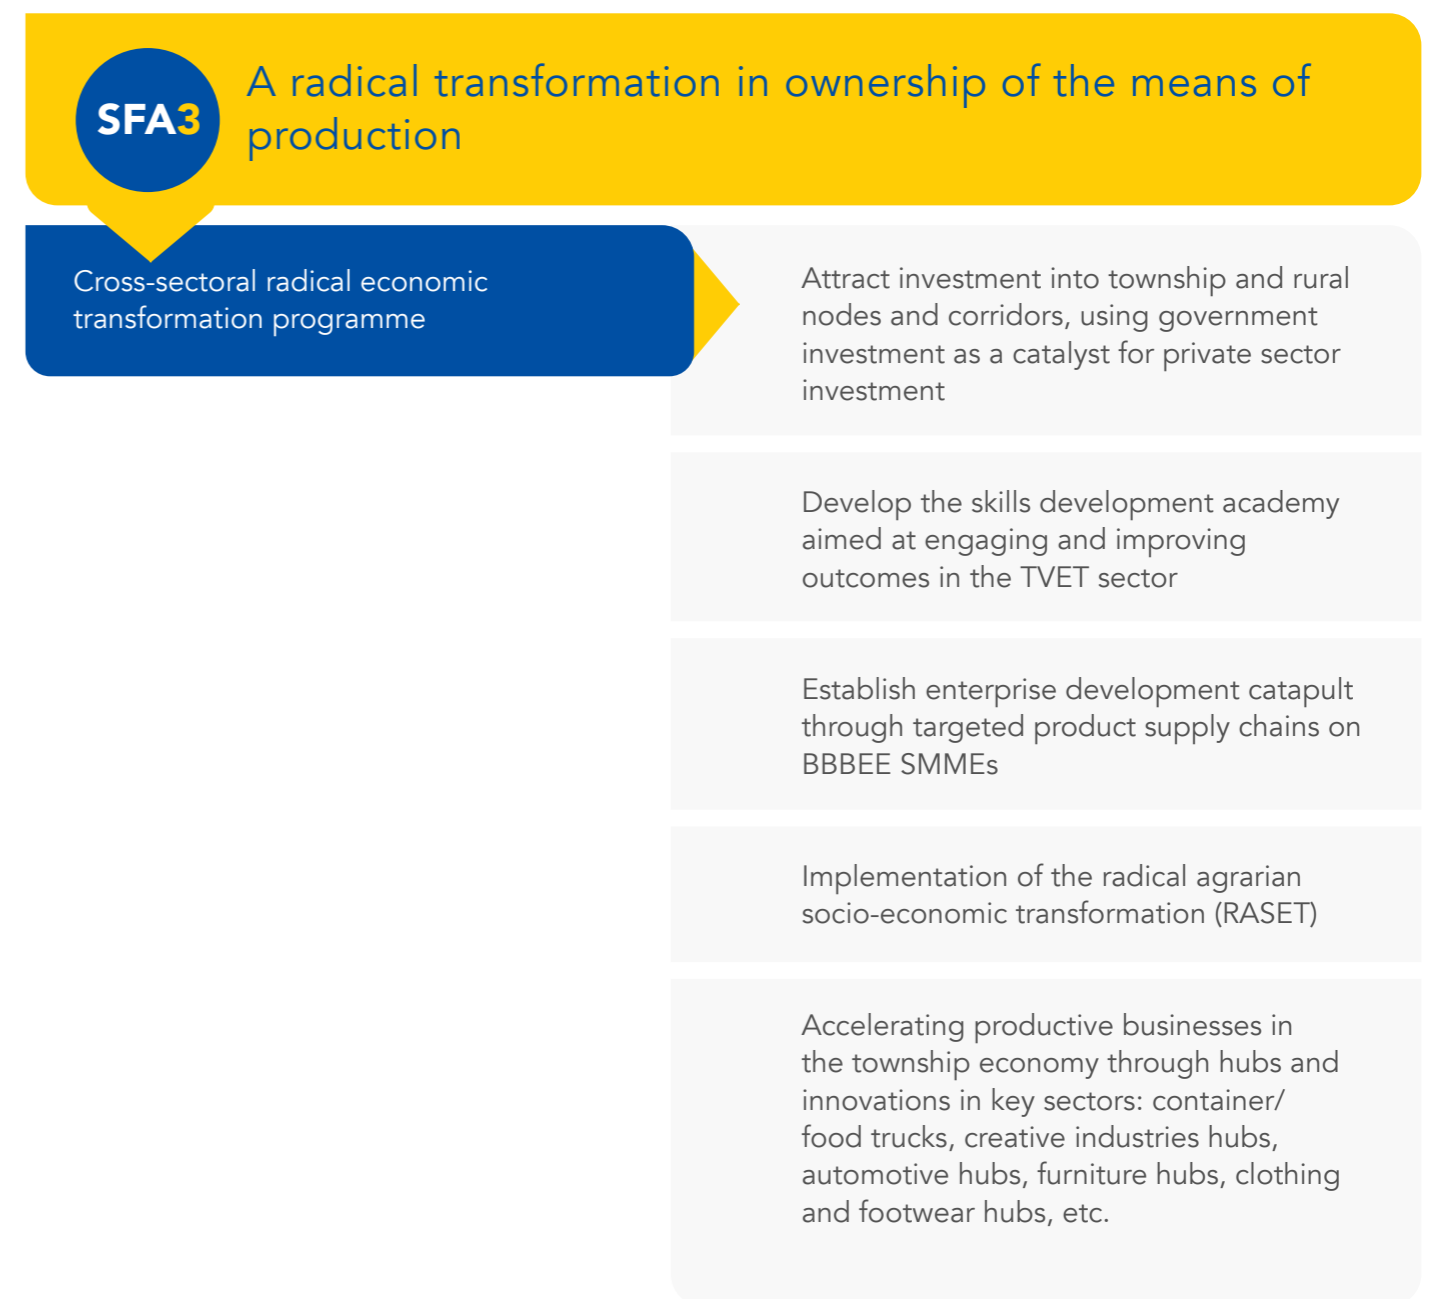 SFA3
A radical transformation in ownership of the means of
production
Cross-sectoral radical economic
transformation programme
Attract investment into township and rural
nodes and corridors, using government
investment as a catalyst for private sector
investment
Develop the skills development academy
aimed at engaging and improving
outcomes in the TVET sector
Establish enterprise development catapult
through targeted product supply chains on
BBBEE SMMEs
Implementation of the radical agrarian
socio-economic transformation (RASET)
Accelerating productive businesses in
the township economy through hubs and
innovations in key sectors: container/
food trucks, creative industries hubs,
automotive hubs, furniture hubs, clothing
and footwear hubs, etc.